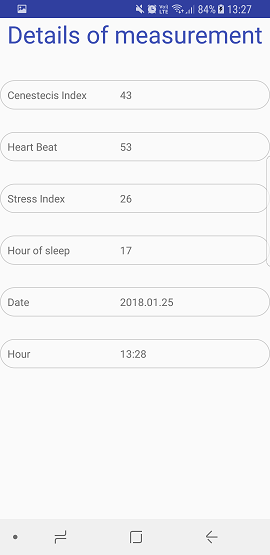 VoLTE 84% 13:27
Details of measurement
Cenestecis Index 43
Heart Beat 53
Stress Index 26
Hour of sleep 17
Date 2018.01.25
Hour 13:28